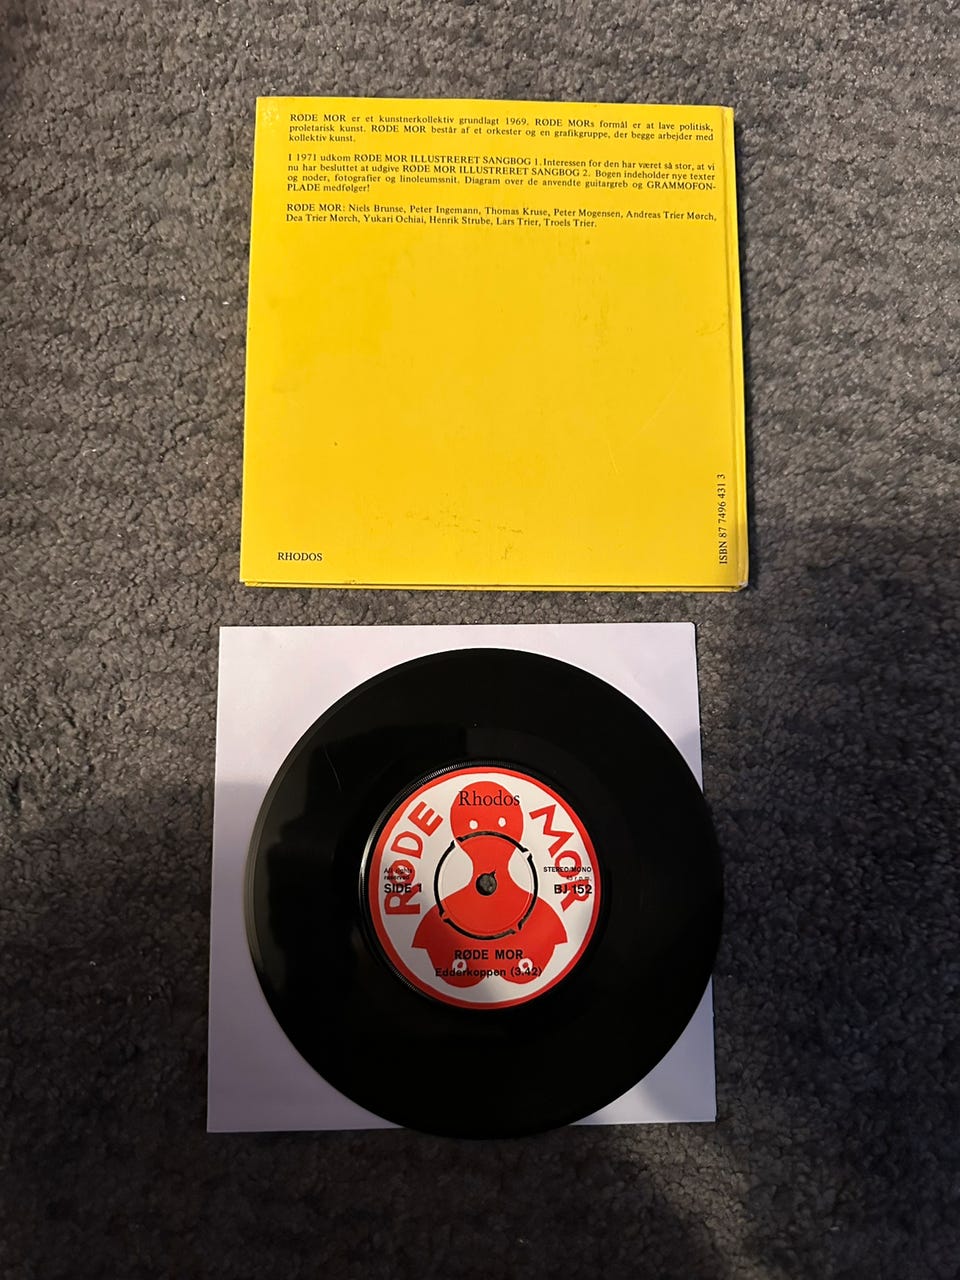 RØDE MOR er et kunstnerkollektiv grundlagt 1969. RØDE MORs formål er at lave politisk,
proletarisk kunst. RØDE MOR består af et orkester og en grafikgruppe, der begge arbejder med
kollektiv kunst.
I 1971 udkom RØDE MOR ILLUSTRERET SANGBOG 1. Interessen for den har været så stor, at vi
nu har besluttet at udgive RØDE MOR ILLUSTRERET SANGBOG 2. Bogen indeholder nye texter
og noder, fotografier og linoleumssnit. Diagram over de anvendte guitargreb og GRAMMOFON-
PLADE medfølger!
RØDE MOR: Niels Brunse, Peter Ingemann, Thomas Kruse, Peter Mogensen, Andreas Trier Mørch,
Dea Trier Mørch, Yukari Ochiai, Henrik Strube, Lars Trier, Troels Trier.
RHODOS
ISBN 87 7496 431 3
Rhodos
RØDE MOR
All rights
reserved
SIDE 1
STEREO/MONO
45 r.p.m.
BJ-152
RØDE MOR
Edderkoppen (3.42)